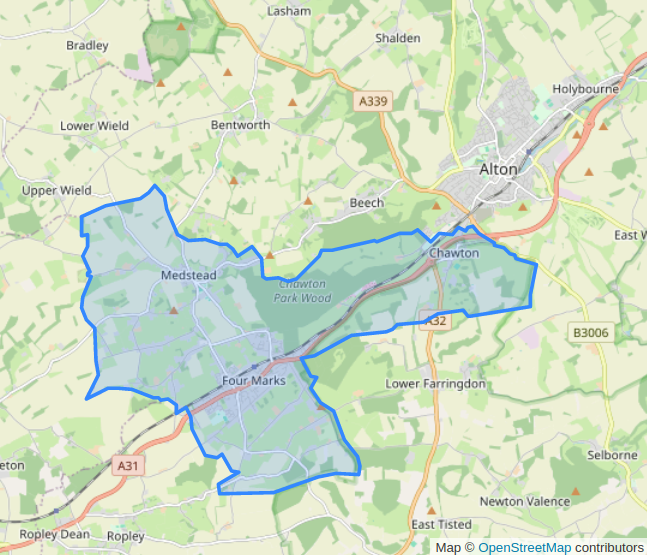 Lasham
Shalden
Bradley
Holybourne
A339
Lower Wield
Bentworth
Alton
Upper Wield
Beech
East W
Chawton
Medstead
Chawton
Park Wood
A32
B3006
Four Marks
Lower Farringdon
Selborne
eton
A31
Newton Valence
East Tisted
Ropley Dean
Ropley
Map © OpenStreetMap contributors